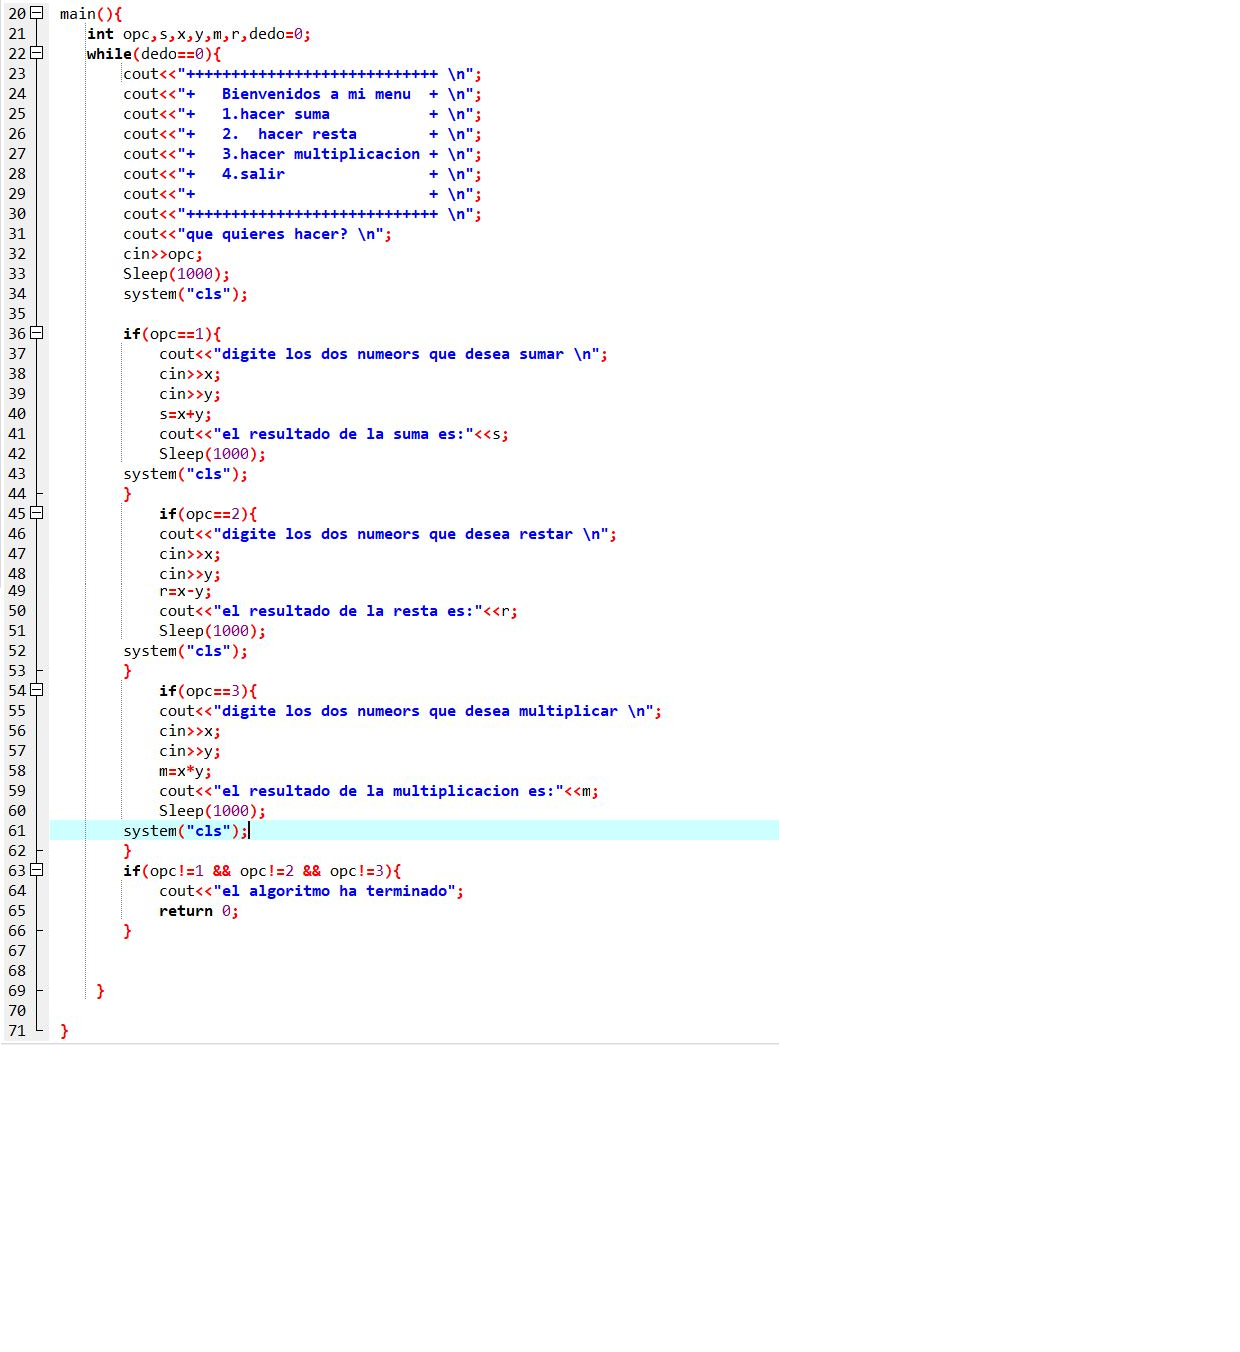 20 main(){
21 int opc,s,x,y,m,r,dedo=0;
22 while(dedo==0){
23 cout<<"++++++++++++++++++++++++++++ \n";
24 cout<<"+   Bienvenidos a mi menu  + \n";
25 cout<<"+   1.hacer suma           + \n";
26 cout<<"+   2.  hacer resta        + \n";
27 cout<<"+   3.hacer multiplicacion + \n";
28 cout<<"+   4.salir                + \n";
29 cout<<"+                          + \n";
30 cout<<"++++++++++++++++++++++++++++ \n";
31 cout<<"que quieres hacer? \n";
32 cin>>opc;
33 Sleep(1000);
34 system("cls");
35
36 if(opc==1){
37 cout<<"digite los dos numeors que desea sumar \n";
38 cin>>x;
39 cin>>y;
40 s=x+y;
41 cout<<"el resultado de la suma es:"<<s;
42 Sleep(1000);
43 system("cls");
44 }
45 if(opc==2){
46 cout<<"digite los dos numeors que desea restar \n";
47 cin>>x;
48 cin>>y;
49 r=x-y;
50 cout<<"el resultado de la resta es:"<<r;
51 Sleep(1000);
52 system("cls");
53 }
54 if(opc==3){
55 cout<<"digite los dos numeors que desea multiplicar \n";
56 cin>>x;
57 cin>>y;
58 m=x*y;
59 cout<<"el resultado de la multiplicacion es:"<<m;
60 Sleep(1000);
61 system("cls");
62 }
63 if(opc!=1 && opc!=2 && opc!=3){
64 cout<<"el algoritmo ha terminado";
65 return 0;
66 }
67
68
69 }
70
71 }